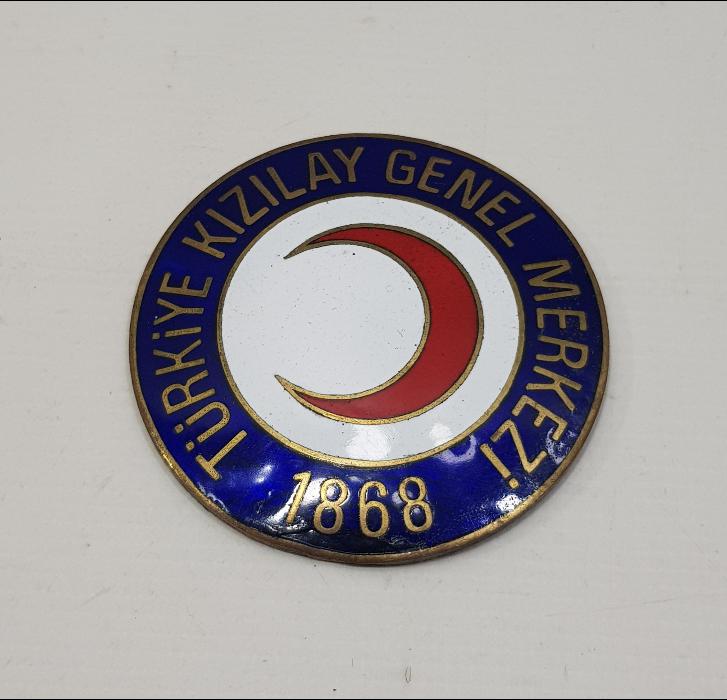 TÜRKİYE KIZILAY GENEL MERKEZİ
1868